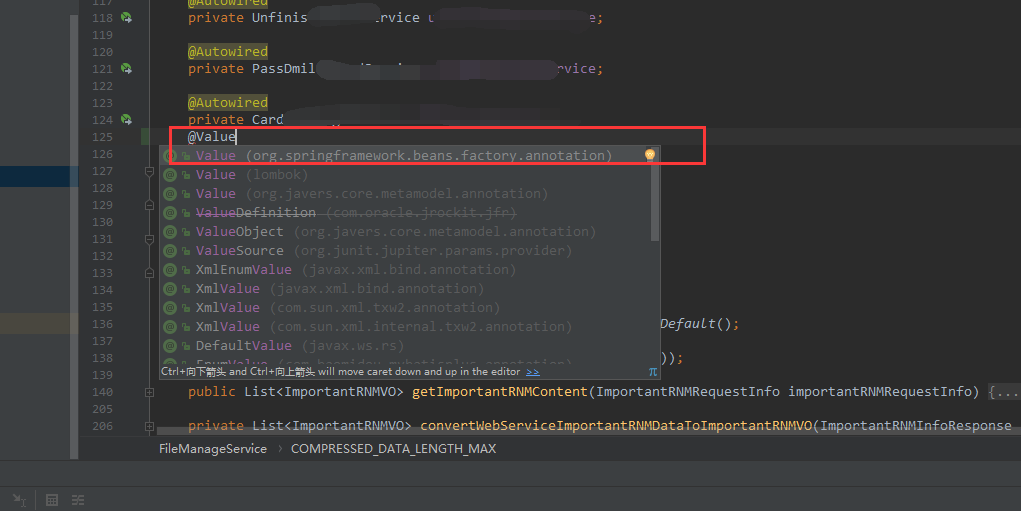 117 @Autowired
118 private Unfinis Service u e;
119
120 @Autowired
121 private PassDmil rvice;
122
123 @Autowired
124 private Card
125 @Value
126 Value (org.springframework.beans.factory.annotation)
127 Value (lombok)
128 Value (org.javers.core.metamodel.annotation)
129 ValueDefinition (com.oracle.jrockit.jfr)
130 ValueObject (org.javers.core.metamodel.annotation)
131 ValueSource (org.junit.jupiter.params.provider)
132 XmlEnumValue (javax.xml.bind.annotation)
133 XmlValue (javax.xml.bind.annotation)
134 XmlValue (com.sun.xml.txw2.annotation)
135 XmlValue (com.sun.xml.internal.txw2.annotation)
136 Default();
137 DefaultValue (javax.ws.rs)
138 EnumValue ));
139 Ctrl+向下箭头 and Ctrl+向上箭头 will move caret down and up in the editor >> π
140 public List<ImportantRNMVO> getImportantRNMContent(ImportantRNMRequestInfo importantRNMRequestInfo) {...
205
206 private List<ImportantRNMVO> convertWebServiceImportantRNMDataToImportantRNMVO(ImportantRNMInfoResponse
FileManageService › COMPRESSED_DATA_LENGTH_MAX